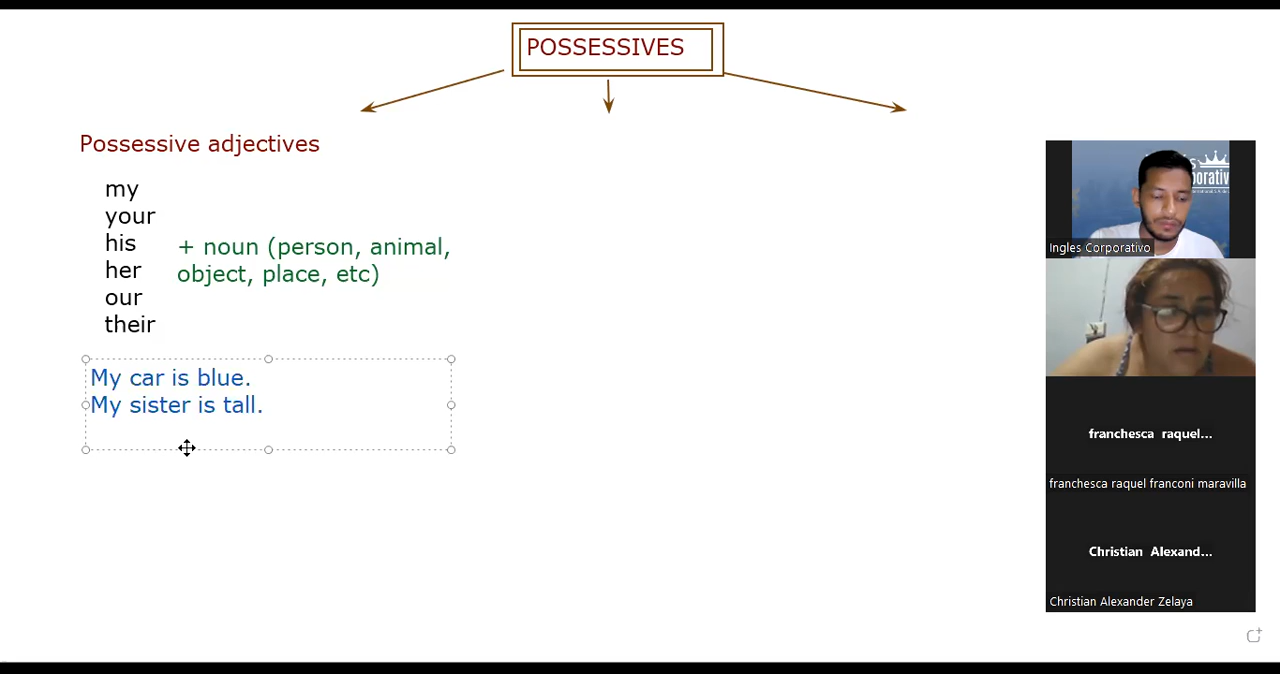 POSSESSIVES
Possessive adjectives
my
your
his
her
our
their
+ noun (person, animal,
object, place, etc)
My car is blue.
My sister is tall.
Ingles Corporativo
franchesca raquel...
franchesca raquel franconi maravilla
Christian Alexand...
Christian Alexander Zelaya